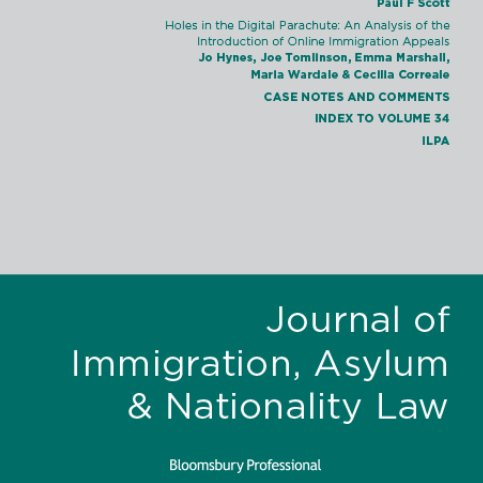 Paul F Scott
Holes in the Digital Parachute: An Analysis of the
Introduction of Online Immigration Appeals
Jo Hynes, Joe Tomlinson, Emma Marshall,
Maria Wardale & Cecilia Correale
CASE NOTES AND COMMENTS
INDEX TO VOLUME 34
ILPA
Journal of
Immigration, Asylum
& Nationality Law
Bloomsbury Professional